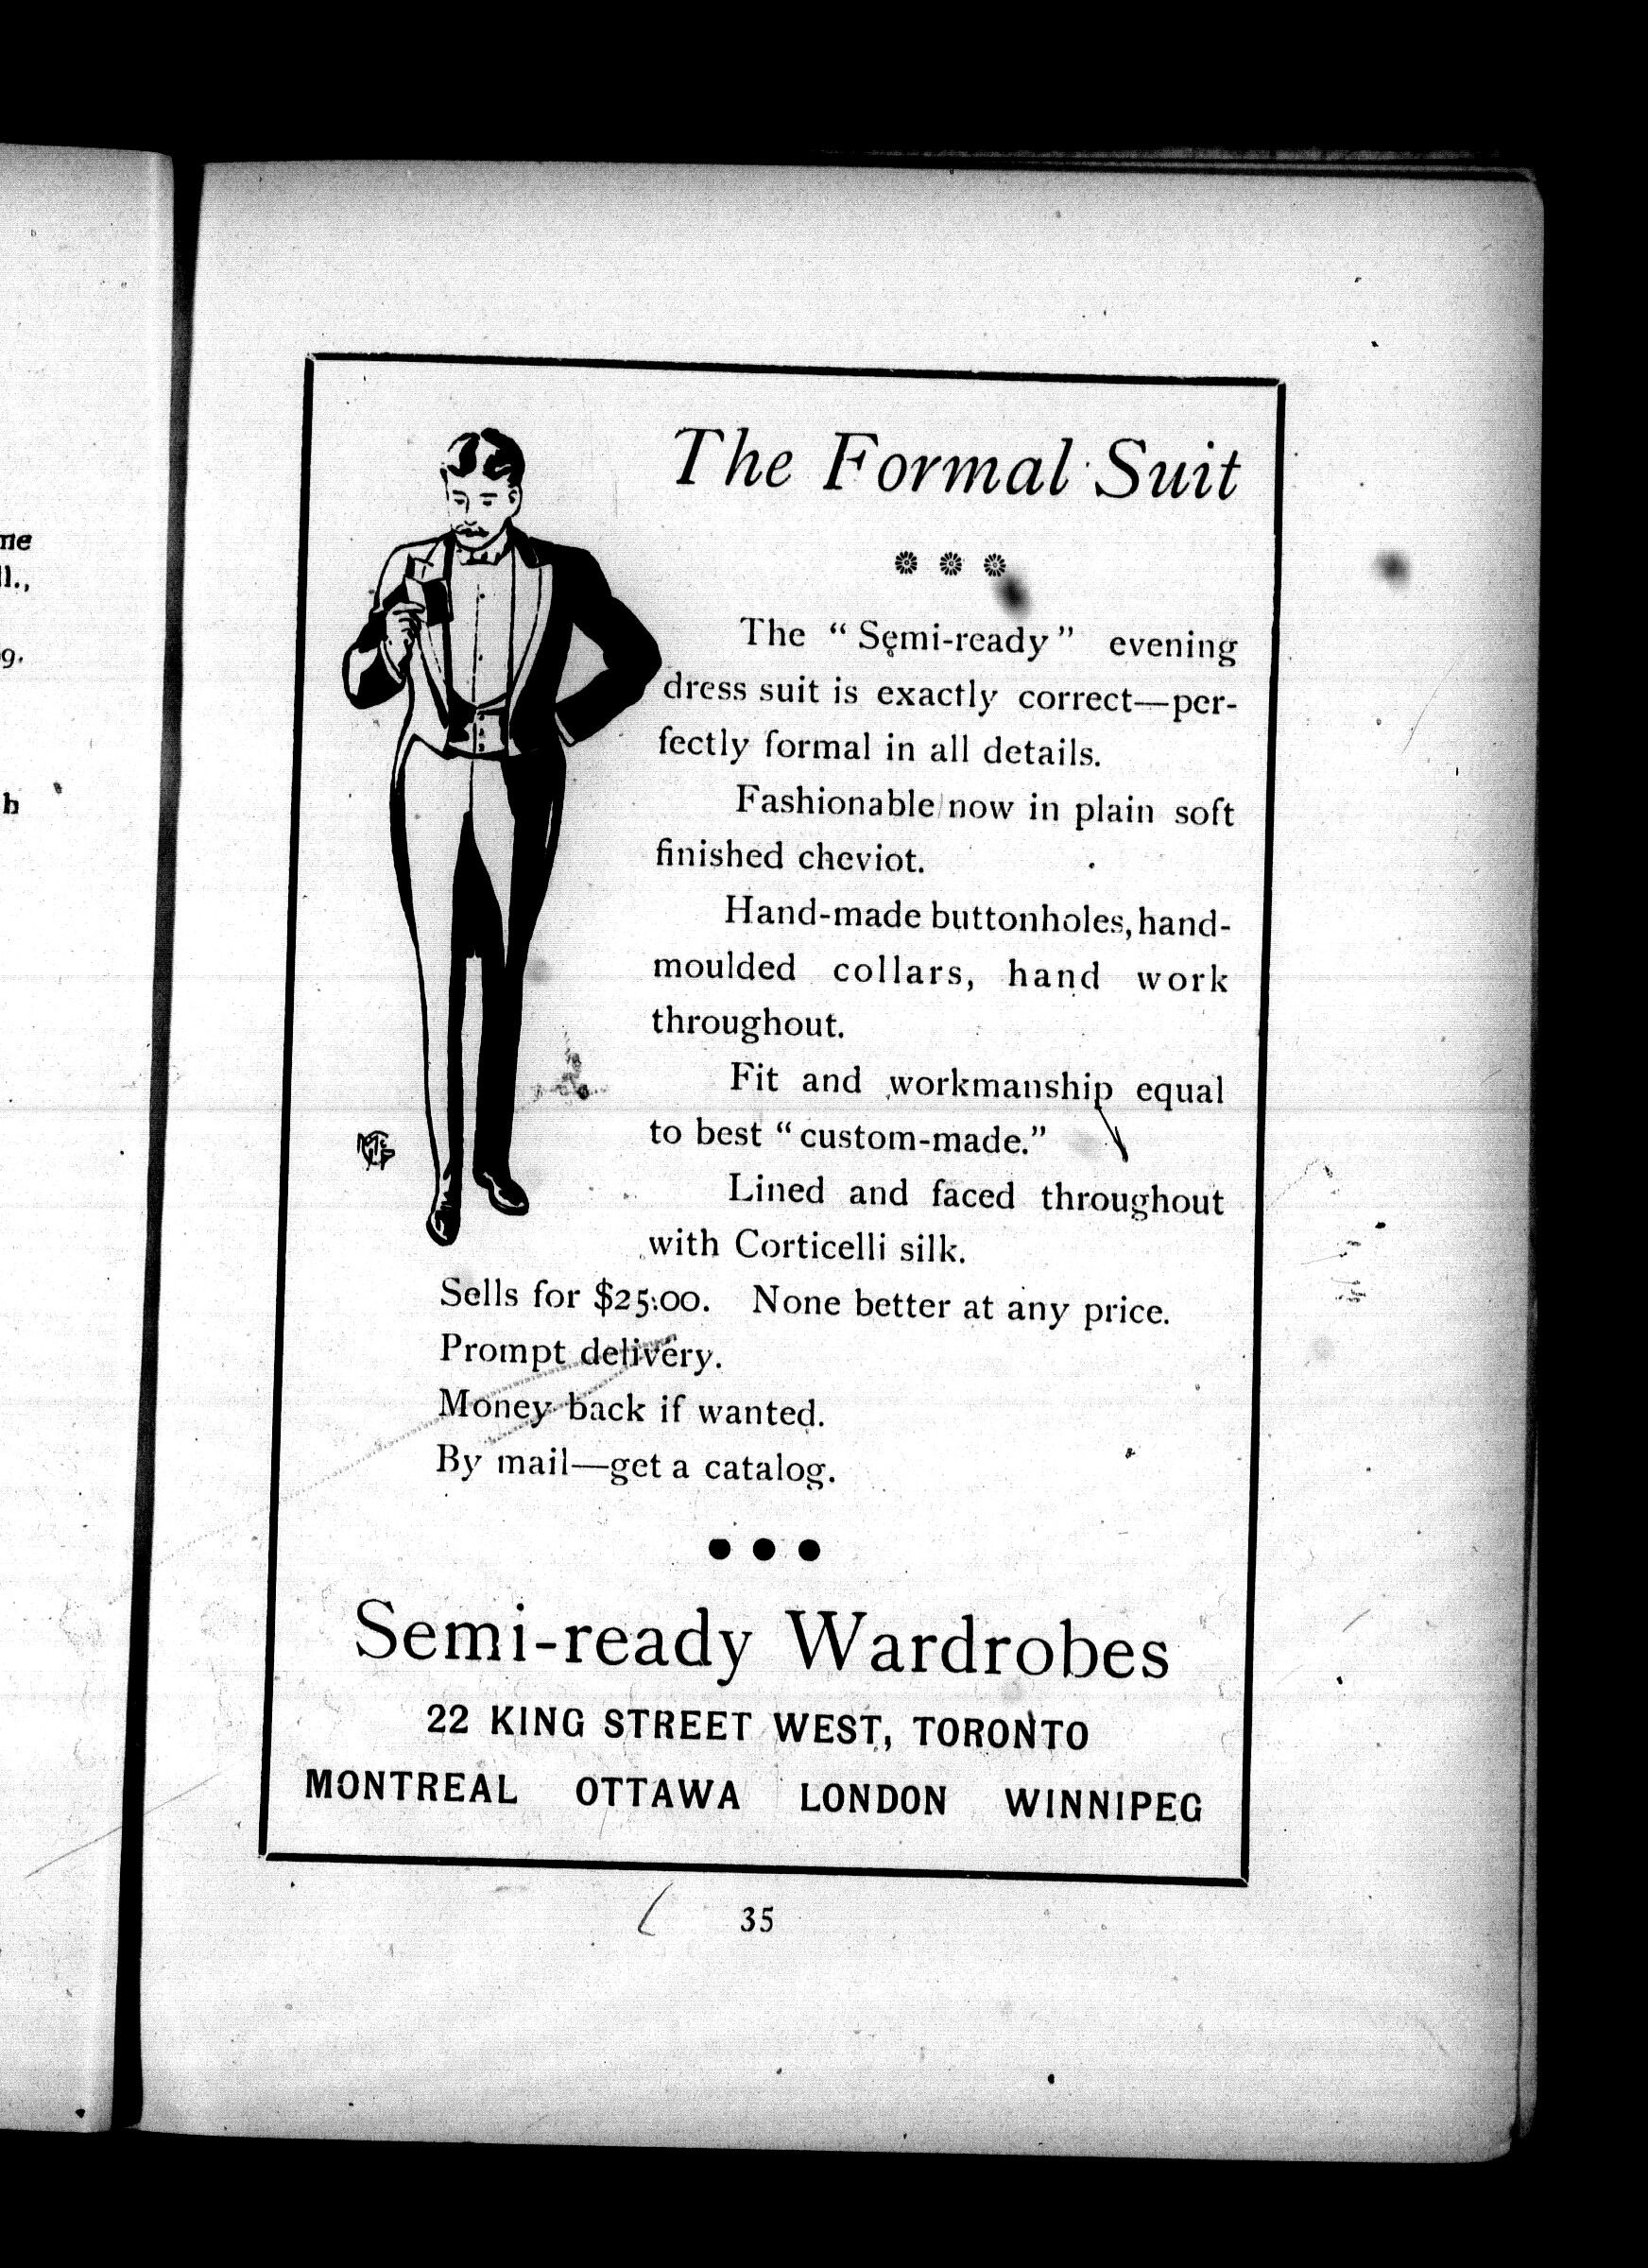 me
ll.,
9.
h
The Formal Suit
The “Semi-ready” evening
dress suit is exactly correct—per-
fectly formal in all details.
Fashionable now in plain soft
finished cheviot.
Hand-made buttonholes, hand-
moulded collars, hand work
throughout.
Fit and workmanship equal
to best “custom-made.”
Lined and faced throughout
with Corticelli silk.
Sells for $25.00. None better at any price.
Prompt delivery.
Money back if wanted.
By mail—get a catalog.
Semi-ready Wardrobes
22 KING STREET WEST, TORONTO
MONTREAL OTTAWA LONDON WINNIPEG
35